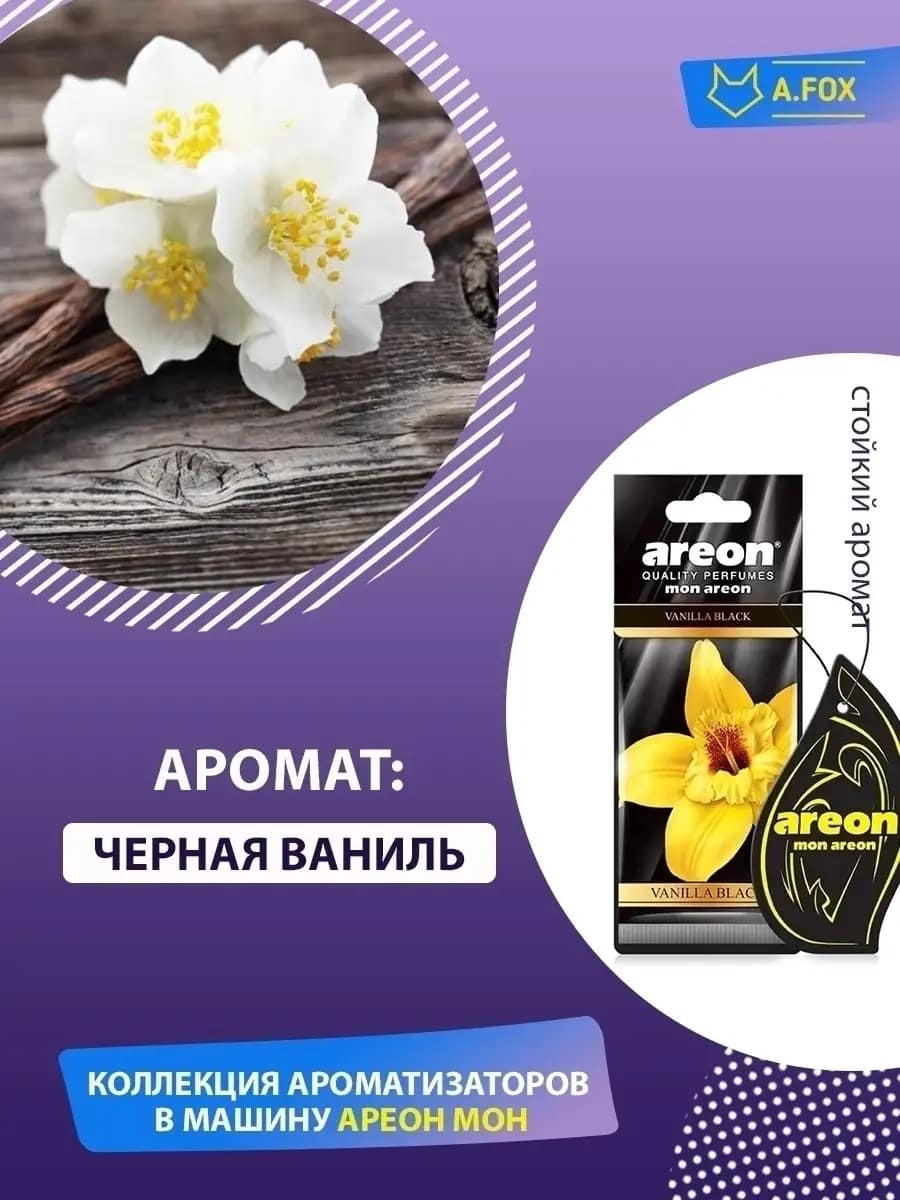 A.FOX
стойкий аромат
areon®
QUALITY PERFUMES
mon areon
VANILLA BLACK
VANILLA BLAC
areon
mon areon
АРОМАТ:
ЧЕРНАЯ ВАНИЛЬ
КОЛЛЕКЦИЯ АРОМАТИЗАТОРОВ
В МАШИНУ АРЕОН МОН